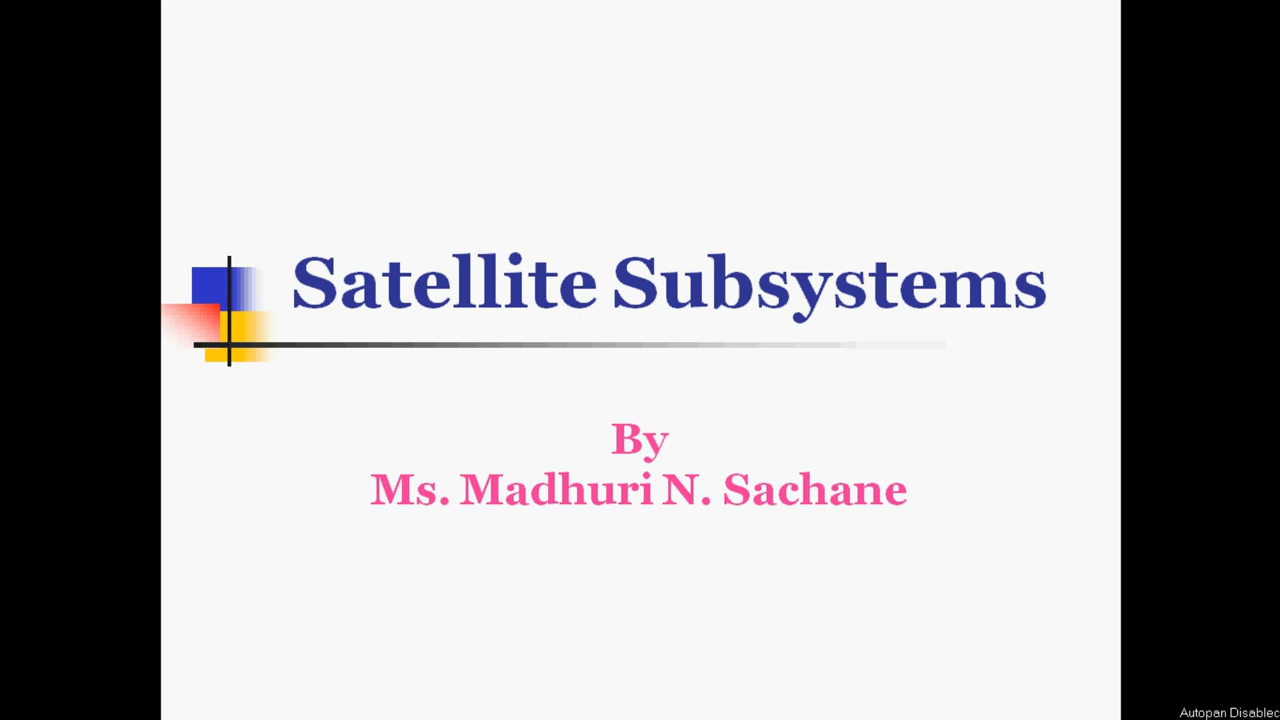 Satellite Subsystems
By
Ms. Madhuri N. Sachane
Autopan Disablec